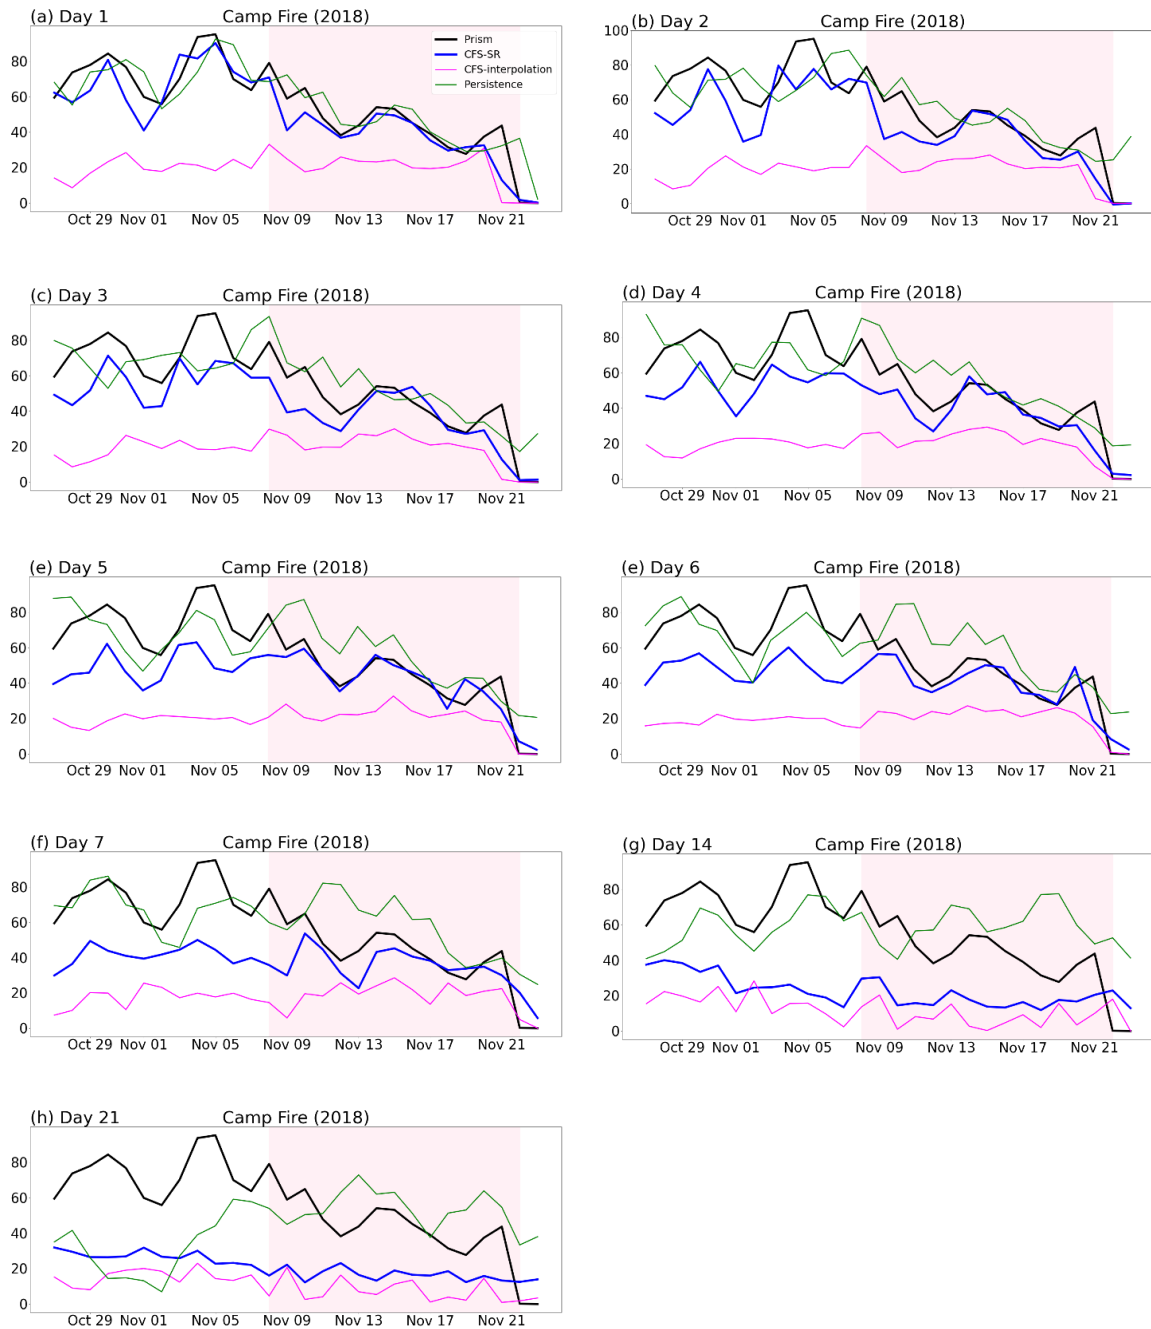 (a) Day 1 Camp Fire (2018)
80
60
40
20
0
Prism
CFS-SR
CFS-interpolation
Persistence
Oct 29 Nov 01 Nov 05 Nov 09 Nov 13 Nov 17 Nov 21
(b) Day 2 Camp Fire (2018)
100
80
60
40
20
0
Oct 29 Nov 01 Nov 05 Nov 09 Nov 13 Nov 17 Nov 21
(c) Day 3 Camp Fire (2018)
80
60
40
20
0
Oct 29 Nov 01 Nov 05 Nov 09 Nov 13 Nov 17 Nov 21
(d) Day 4 Camp Fire (2018)
80
60
40
20
0
Oct 29 Nov 01 Nov 05 Nov 09 Nov 13 Nov 17 Nov 21
(e) Day 5 Camp Fire (2018)
80
60
40
20
0
Oct 29 Nov 01 Nov 05 Nov 09 Nov 13 Nov 17 Nov 21
(e) Day 6 Camp Fire (2018)
80
60
40
20
0
Oct 29 Nov 01 Nov 05 Nov 09 Nov 13 Nov 17 Nov 21
(f) Day 7 Camp Fire (2018)
80
60
40
20
0
Oct 29 Nov 01 Nov 05 Nov 09 Nov 13 Nov 17 Nov 21
(g) Day 14 Camp Fire (2018)
80
60
40
20
0
Oct 29 Nov 01 Nov 05 Nov 09 Nov 13 Nov 17 Nov 21
(h) Day 21 Camp Fire (2018)
80
60
40
20
0
Oct 29 Nov 01 Nov 05 Nov 09 Nov 13 Nov 17 Nov 21